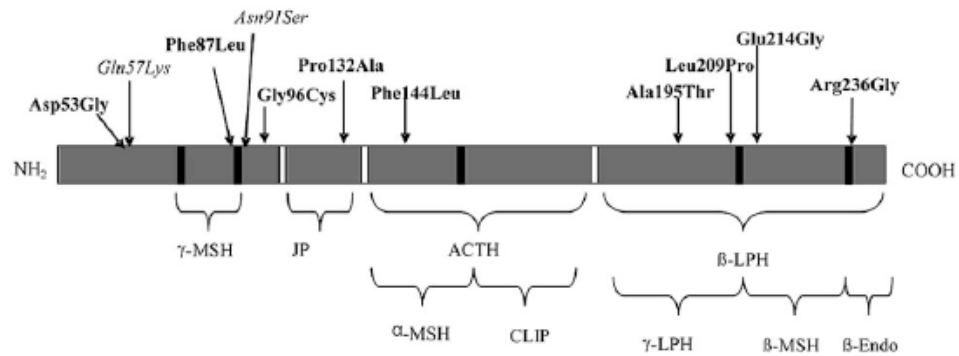 Asn91Ser
Glu214Gly
Phe87Leu
Gln57Lys
Pro132Ala
Leu209Pro
Asp53Gly
Gly96Cys
Phe144Leu
Ala195Thr
Arg236Gly
NH2
COOH
γ-MSH
JP
ACTH
ß-LPH
α-MSH
CLIP
γ-LPH
ß-MSH
ß-Endo